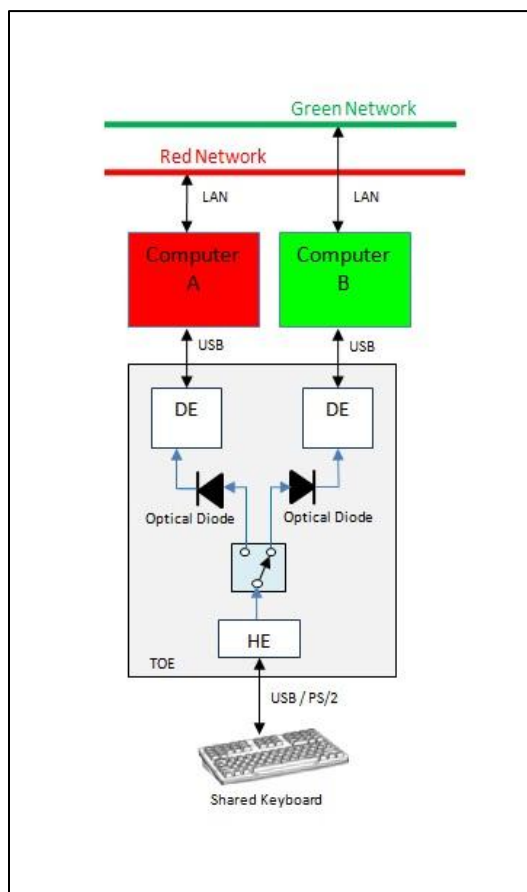 Green Network
Red Network
LAN
LAN
Computer
A
Computer
B
USB
USB
DE
DE
Optical Diode
Optical Diode
HE
TOE
USB / PS/2
Shared Keyboard